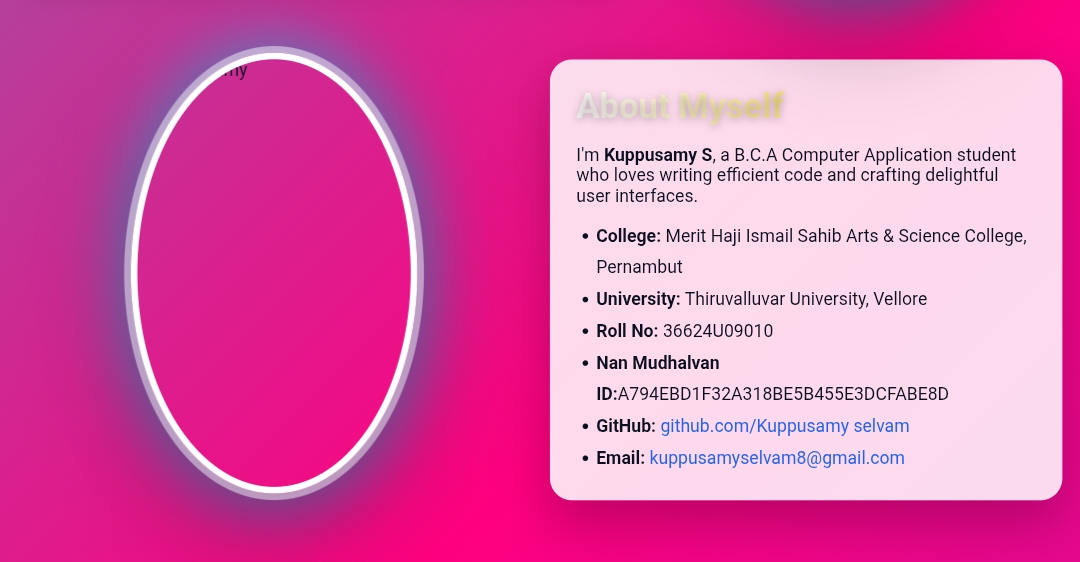 my
About Myself
I'm Kuppusamy S, a B.C.A Computer Application student
who loves writing efficient code and crafting delightful
user interfaces.
• College: Merit Haji Ismail Sahib Arts & Science College,
Pernambut
• University: Thiruvalluvar University, Vellore
• Roll No: 36624U09010
• Nan Mudhalvan
ID:A794EBD1F32A318BE5B455E3DCFABE8D
• GitHub: github.com/Kuppusamy selvam
• Email: kuppusamyselvam8@gmail.com